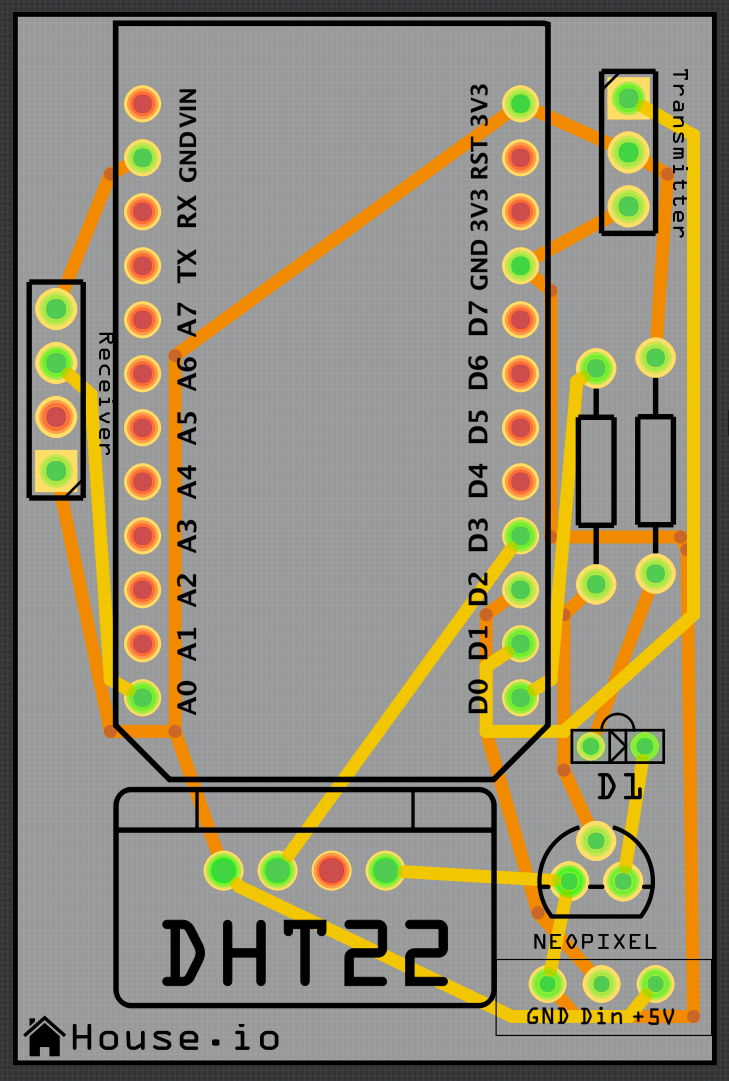 VIN
GND
RX
TX
A7
A6
A5
A4
A3
A2
A1
A0
3V3
RST
3V3
GND
D7
D6
D5
D4
D3
D2
D1
D0
Transmitter
Receiver
D1
DHT22
NEOPIXEL
GND Din +5V
House.io